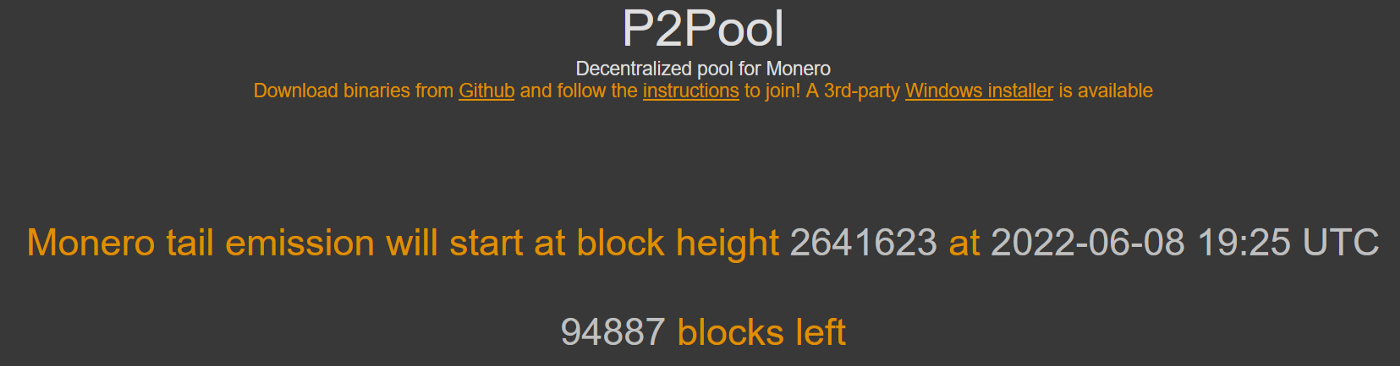 P2Pool
Decentralized pool for Monero
Download binaries from Github and follow the instructions to join! A 3rd-party Windows installer is available
Monero tail emission will start at block height 2641623 at 2022-06-08 19:25 UTC
94887 blocks left